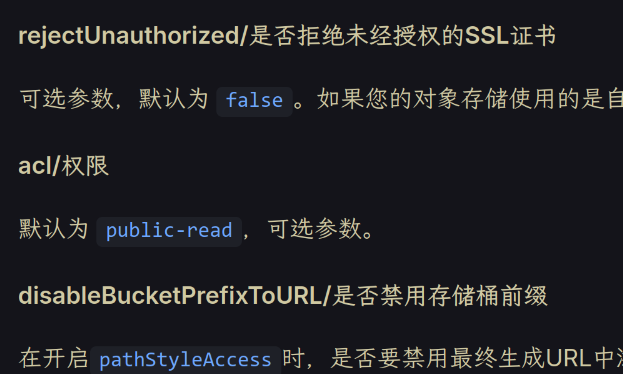 rejectUnauthorized/是否拒绝未经授权的SSL证书
可选参数，默认为 false 。如果您的对象存储使用的是自
acl/权限
默认为 public-read ，可选参数。
disableBucketPrefixToURL/是否禁用存储桶前缀
在开启 pathStyleAccess 时，是否要禁用最终生成URL中